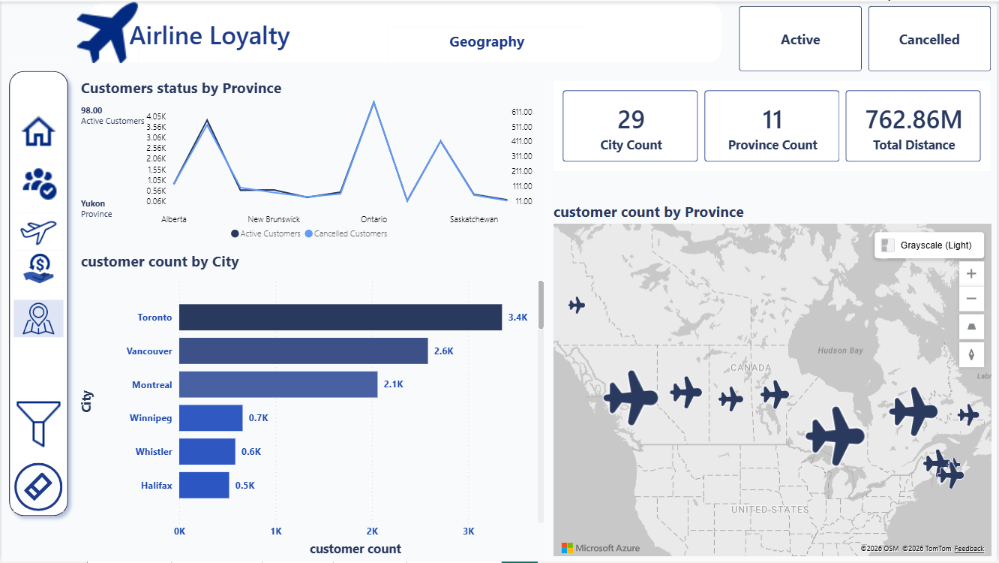 Airline Loyalty
Geography
Active
Cancelled
Customers status by Province
98.00
Active Customers
4.05K
3.56K
3.06K
2.56K
2.06K
1.55K
1.05K
0.56K
0.06K
611.00
511.00
411.00
311.00
211.00
111.00
11.00
Yukon
Province
Alberta
New Brunswick
Ontario
Saskatchewan
Active Customers
Cancelled Customers
29
City Count
11
Province Count
762.86M
Total Distance
customer count by City
City
Toronto
3.4K
Vancouver
2.6K
Montreal
2.1K
Winnipeg
0.7K
Whistler
0.6K
Halifax
0.5K
0K
1K
2K
3K
customer count
customer count by Province
Grayscale (Light)
Hudson Bay
CANADA
Labr
UNITED STATES
Microsoft Azure
©2026 OSM ©2026 TomTom Feedback